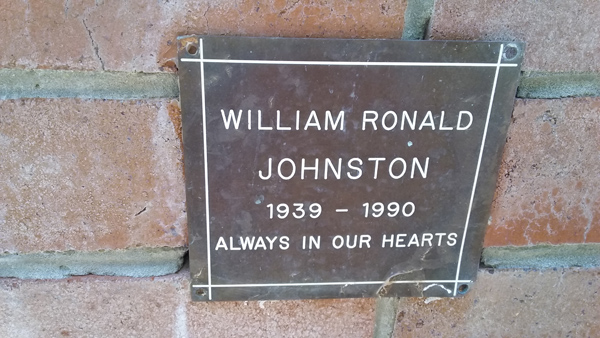 WILLIAM RONALD
JOHNSTON
1939 – 1990
ALWAYS IN OUR HEARTS